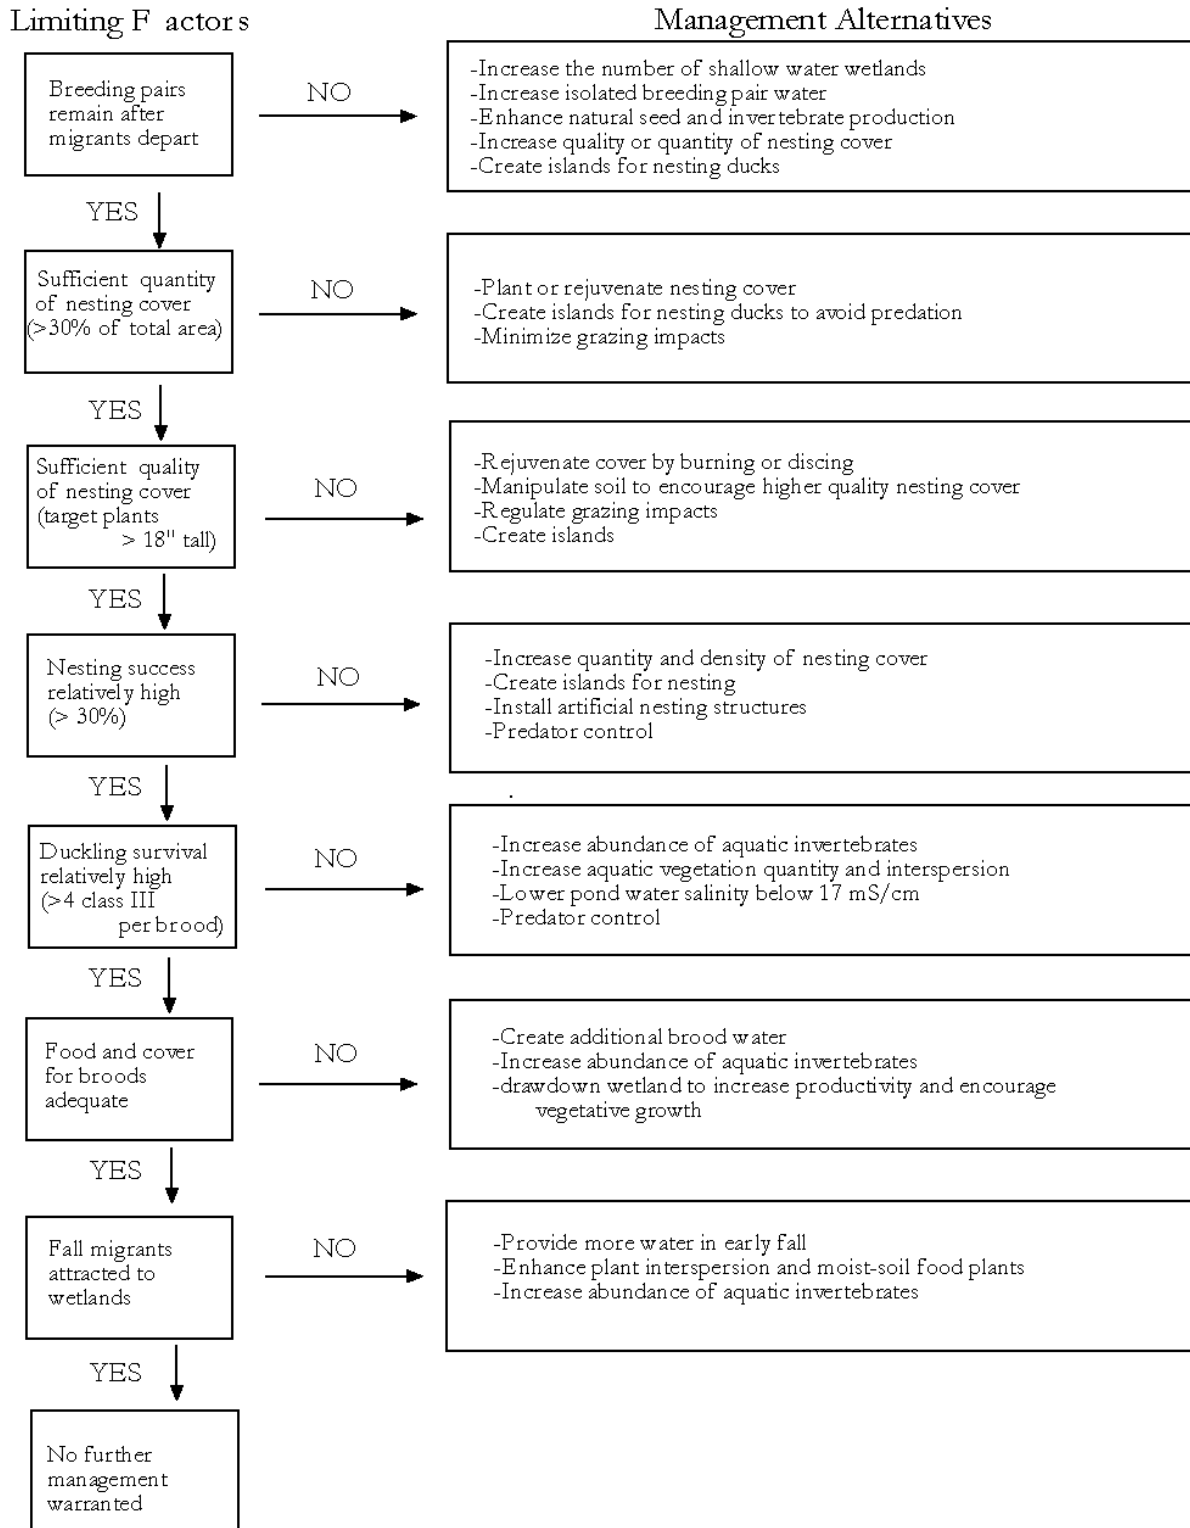 Limiting F actors
Management Alternatives
Breeding pairs
remain after
migrants depart
NO
-Increase the number of shallow water wetlands
-Increase isolated breeding pair water
-Enhance natural seed and invertebrate production
-Increase quality or quantity of nesting cover
-Create islands for nesting ducks
YES
Sufficient quantity
of nesting cover
(>30% of total area)
NO
-Plant or rejuvenate nesting cover
-Create islands for nesting ducks to avoid predation
-Minimize grazing impacts
YES
Sufficient quality
of nesting cover
(target plants
> 18" tall)
NO
-Rejuvenate cover by burning or discing
-Manipulate soil to encourage higher quality nesting cover
-Regulate grazing impacts
-Create islands
YES
Nesting success
relatively high
(> 30%)
NO
-Increase quantity and density of nesting cover
-Create islands for nesting
-Install artificial nesting structures
-Predator control
YES
Duckling survival
relatively high
(>4 class III
per brood)
NO
-Increase abundance of aquatic invertebrates
-Increase aquatic vegetation quantity and interspersion
-Lower pond water salinity below 17 mS/cm
-Predator control
YES
Food and cover
for broods
adequate
NO
-Create additional brood water
-Increase abundance of aquatic invertebrates
-drawdown wetland to increase productivity and encourage
vegetative growth
YES
Fall migrants
attracted to
wetlands
NO
-Provide more water in early fall
-Enhance plant interspersion and moist-soil food plants
-Increase abundance of aquatic invertebrates
YES
No further
management
warranted